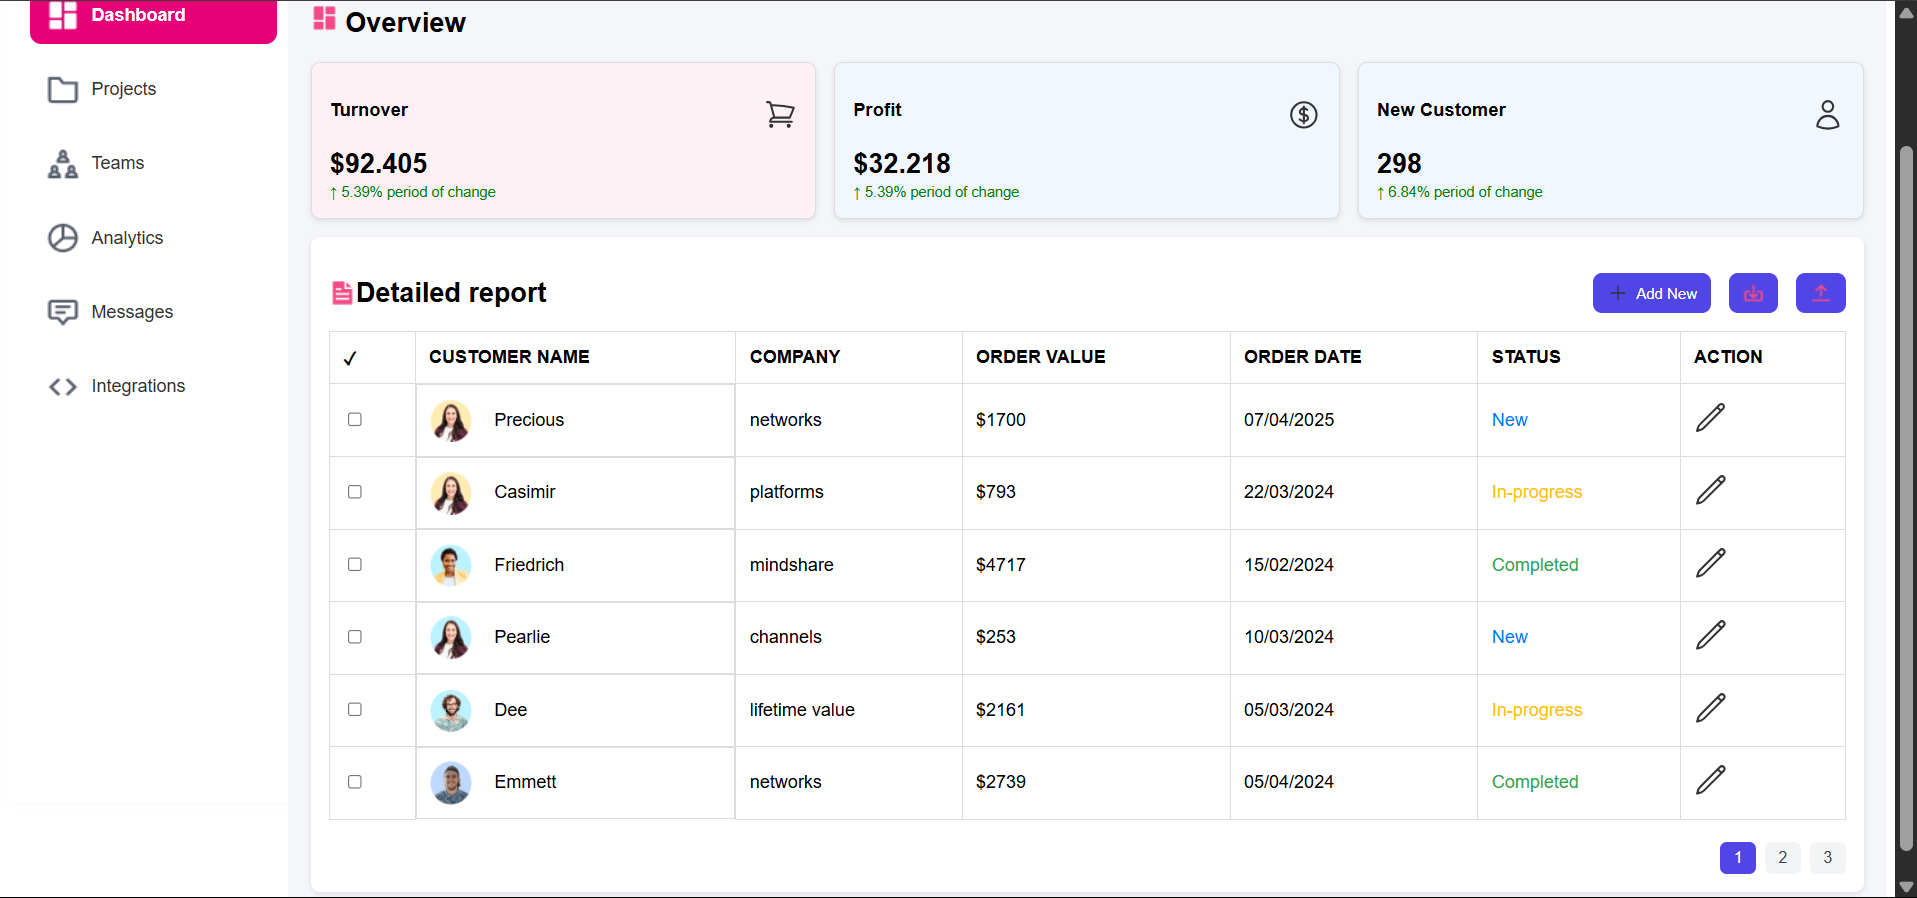 Dashboard
Projects
Teams
Analytics
Messages
Integrations
Overview
Turnover
$92.405
↑ 5.39% period of change
Profit
$32.218
↑ 5.39% period of change
New Customer
298
↑ 6.84% period of change
Detailed report
+ Add New
✓ CUSTOMER NAME COMPANY ORDER VALUE ORDER DATE STATUS ACTION
Precious networks $1700 07/04/2025 New
Casimir platforms $793 22/03/2024 In-progress
Friedrich mindshare $4717 15/02/2024 Completed
Pearlie channels $253 10/03/2024 New
Dee lifetime value $2161 05/03/2024 In-progress
Emmett networks $2739 05/04/2024 Completed
1 2 3